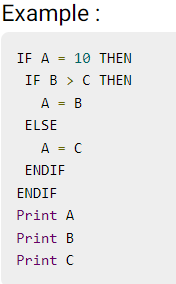 Example :
IF A = 10 THEN
IF B > C THEN
A = B
ELSE
A = C
ENDIF
ENDIF
Print A
Print B
Print C